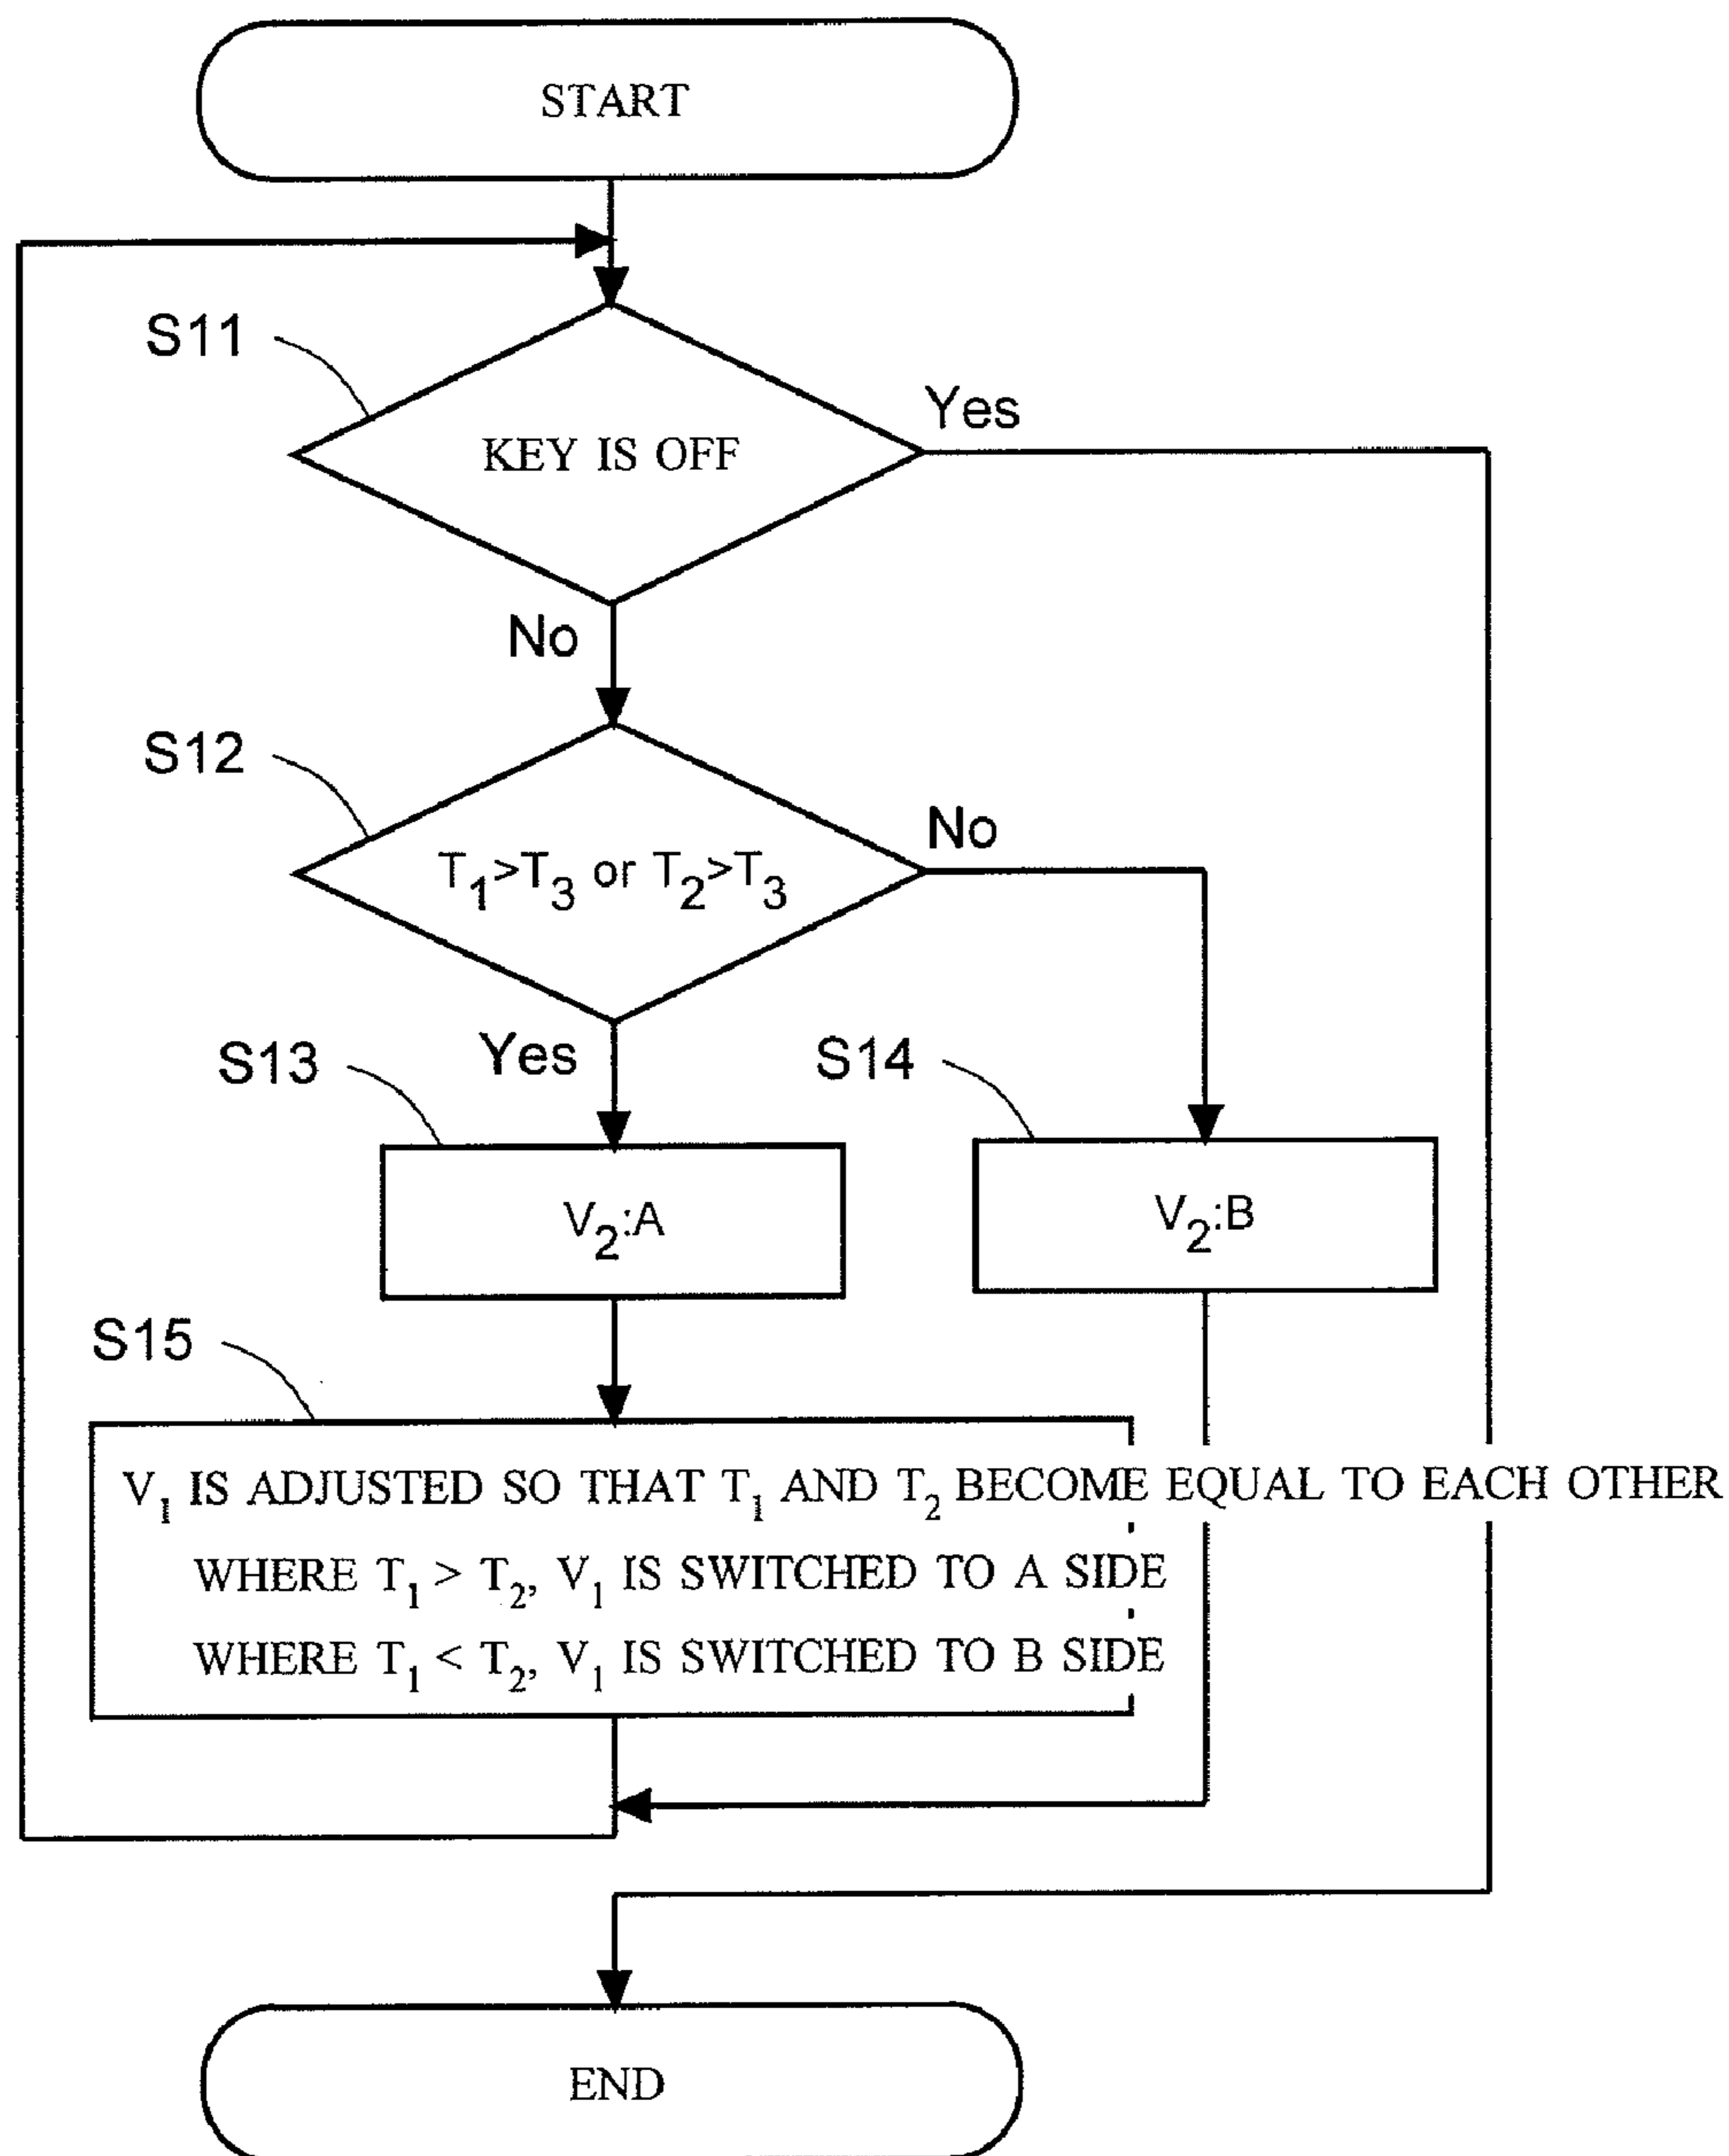 START
S11
Yes
KEY IS OFF
No
S12
No
T₁>T₃ or T₂>T₃
Yes
S13
S14
V₂:A
V₂:B
S15
V₁ IS ADJUSTED SO THAT T₁ AND T₂ BECOME EQUAL TO EACH OTHER
WHERE T₁ > T₂, V₁ IS SWITCHED TO A SIDE
WHERE T₁ < T₂, V₁ IS SWITCHED TO B SIDE
END